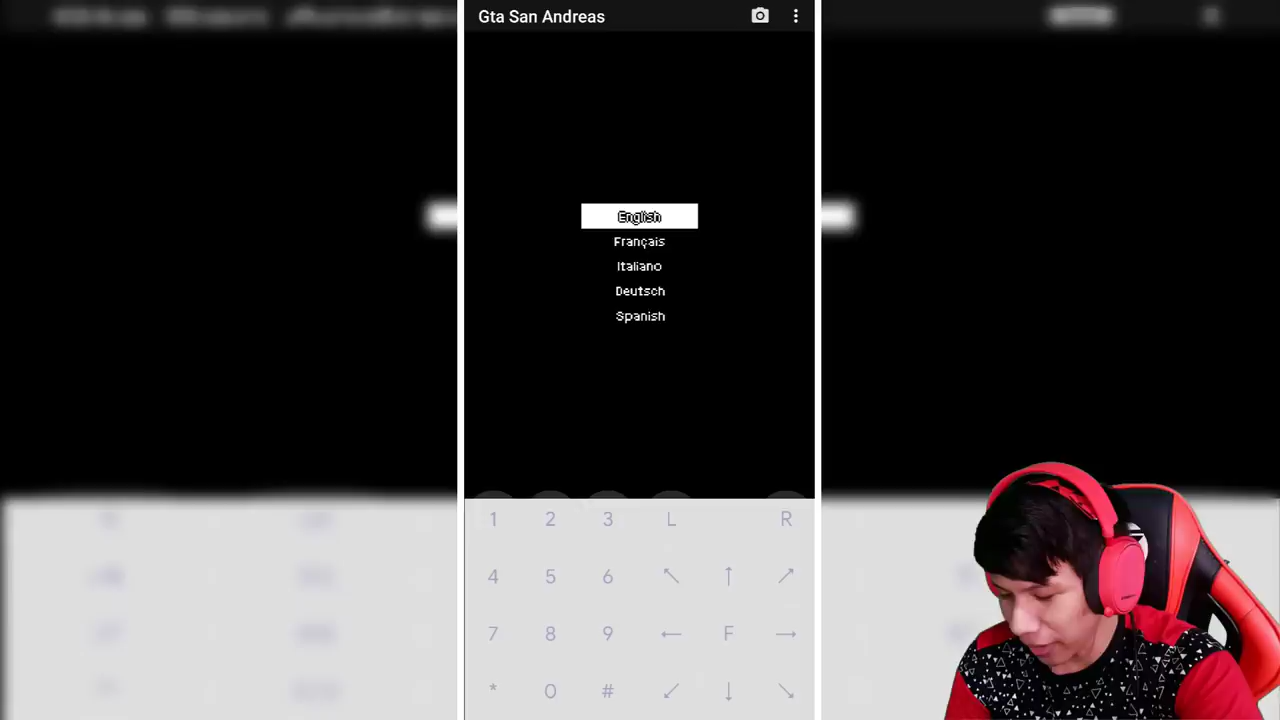 Gta San Andreas
English
Français
Italiano
Deutsch
Spanish
1 2 3 L R
4 5 6 ↖ ↑ ↗
7 8 9 ← F →
* 0 # ↙ ↓ ↘